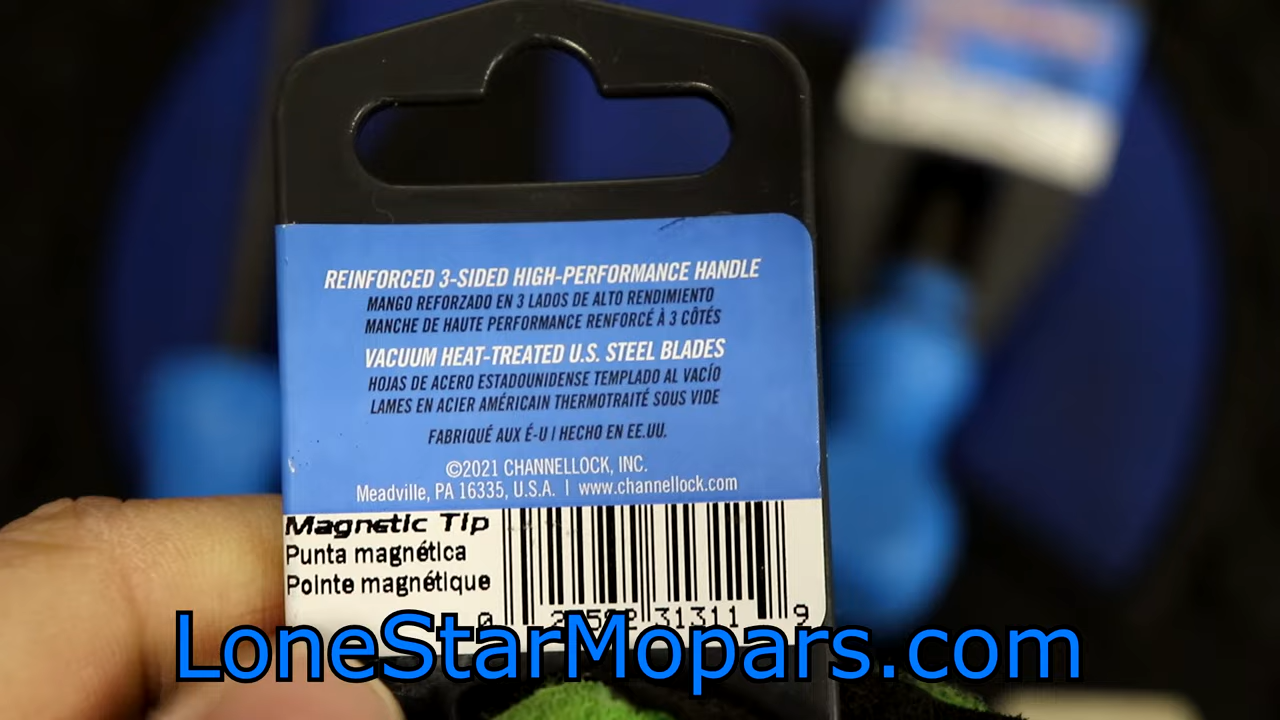 REINFORCED 3-SIDED HIGH-PERFORMANCE HANDLE
MANGO REFORZADO EN 3 LADOS DE ALTO RENDIMIENTO
MANCHE DE HAUTE PERFORMANCE RENFORCÉ À 3 CÔTÉS
VACUUM HEAT-TREATED U.S. STEEL BLADES
HOJAS DE ACERO ESTADOUNIDENSE TEMPLADO AL VACÍO
LAMES EN ACIER AMÉRICAIN THERMOTRAITÉ SOUS VIDE
FABRIQUÉ AUX É-U | HECHO EN EE.UU.
©2021 CHANNELLOCK, INC.
Meadville, PA 16335, U.S.A. | www.channellock.com
Magnetic Tip
Punta magnética
Pointe magnétique
0 31311 9
LoneStarMopars.com